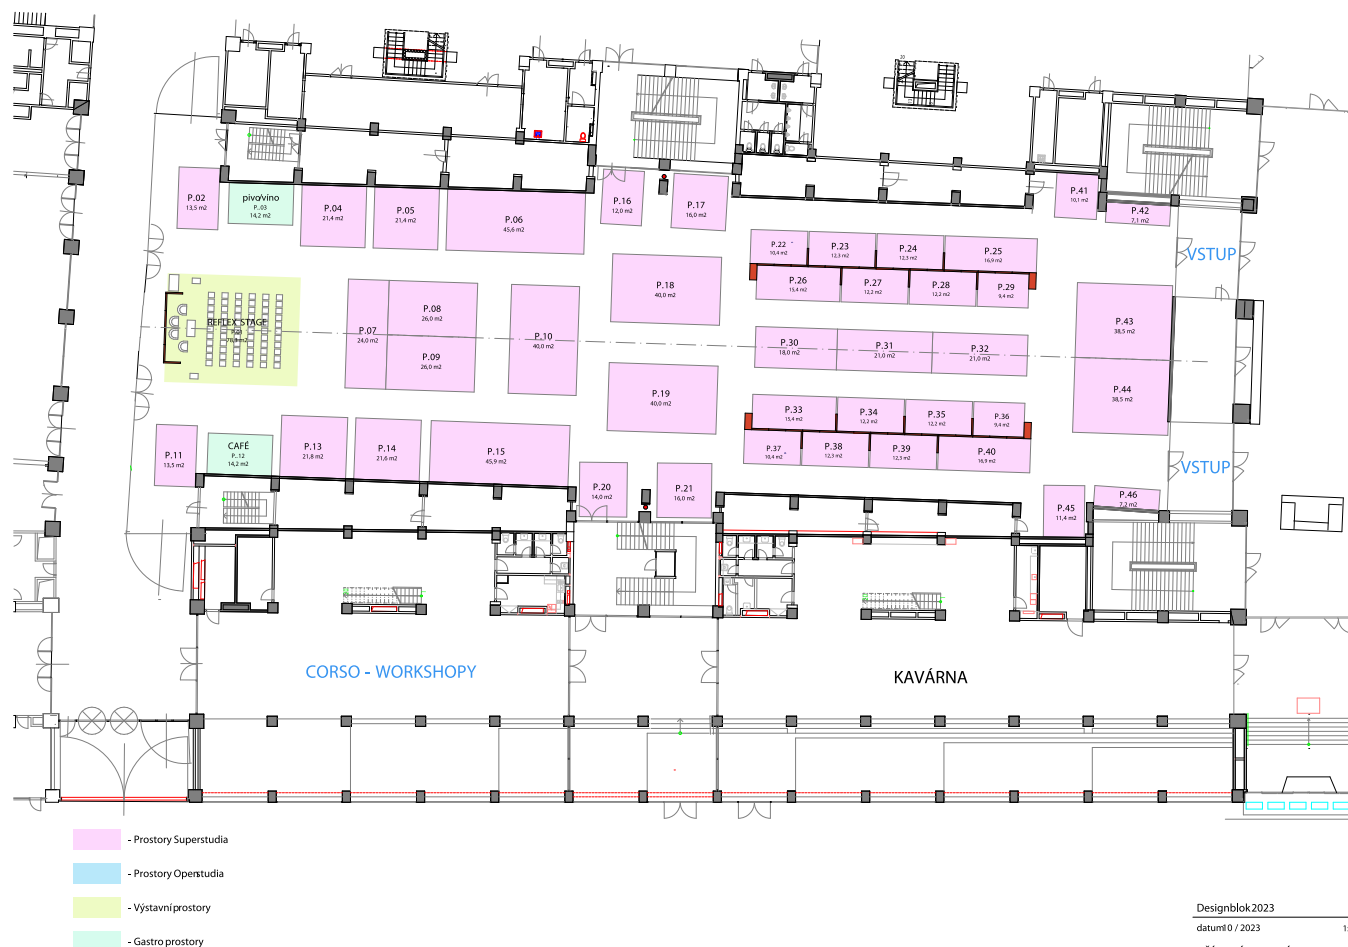 P.02
13,5 m2
pivo/víno
P..03
14,2 m2
P.04
21,4 m2
P.05
21,4 m2
P.06
45,6 m2
P.16
12,0 m2
P.17
16,0 m2
P.41
10,1 m2
P.42
7,1 m2
P.22
10,4 m2
P.23
12,3 m2
P.24
12,3 m2
P.25
16,9 m2
VSTUP
P.26
15,4 m2
P.27
12,2 m2
P.28
12,2 m2
P.29
9,4 m2
P.18
40,0 m2
REFLEX STAGE
P.07
24,0 m2
P.08
26,0 m2
P.09
26,0 m2
P.10
40,0 m2
P.30
18,0 m2
P.31
21,0 m2
P.32
21,0 m2
P.43
38,5 m2
P.44
38,5 m2
P.19
40,0 m2
P.33
15,4 m2
P.34
12,2 m2
P.35
12,2 m2
P.36
9,4 m2
P.37
10,4 m2
P.38
12,3 m2
P.39
12,3 m2
P.40
16,9 m2
P.11
13,5 m2
CAFÉ
P..12
14,2 m2
P.13
21,8 m2
P.14
21,6 m2
P.15
45,9 m2
P.20
14,0 m2
P.21
16,0 m2
P.45
11,4 m2
P.46
7,2 m2
VSTUP
CORSO - WORKSHOPY
KAVÁRNA
- Prostory Superstudia
- Prostory Openstudia
- Výstavní prostory
- Gastro prostory
Designblok 2023
datum10 / 2023